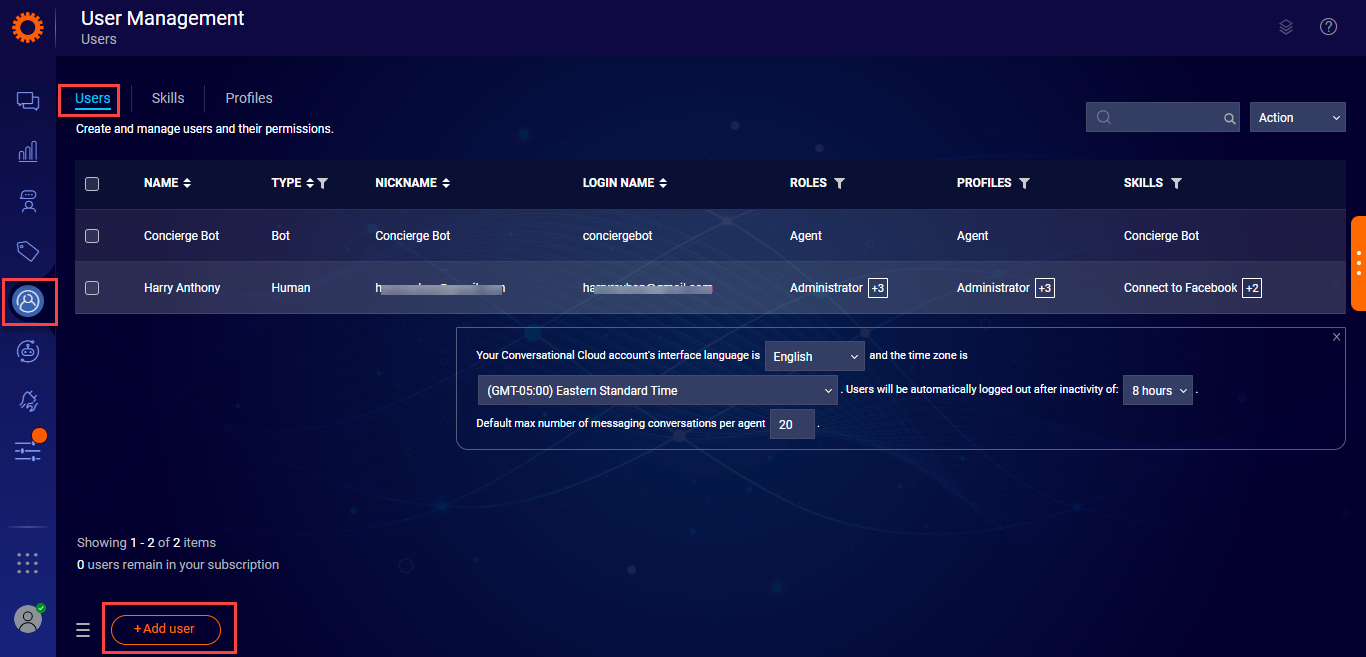 User Management
Users
Users Skills Profiles
Create and manage users and their permissions.
Action
NAME TYPE NICKNAME LOGIN NAME ROLES PROFILES SKILLS
Concierge Bot Bot Concierge Bot conciergebot Agent Agent Concierge Bot
Harry Anthony Human Administrator +3 Administrator +3 Connect to Facebook +2
Your Conversational Cloud account's interface language is English and the time zone is
(GMT-05:00) Eastern Standard Time . Users will be automatically logged out after inactivity of: 8 hours .
Default max number of messaging conversations per agent 20 .
Showing 1 - 2 of 2 items
0 users remain in your subscription
+Add user